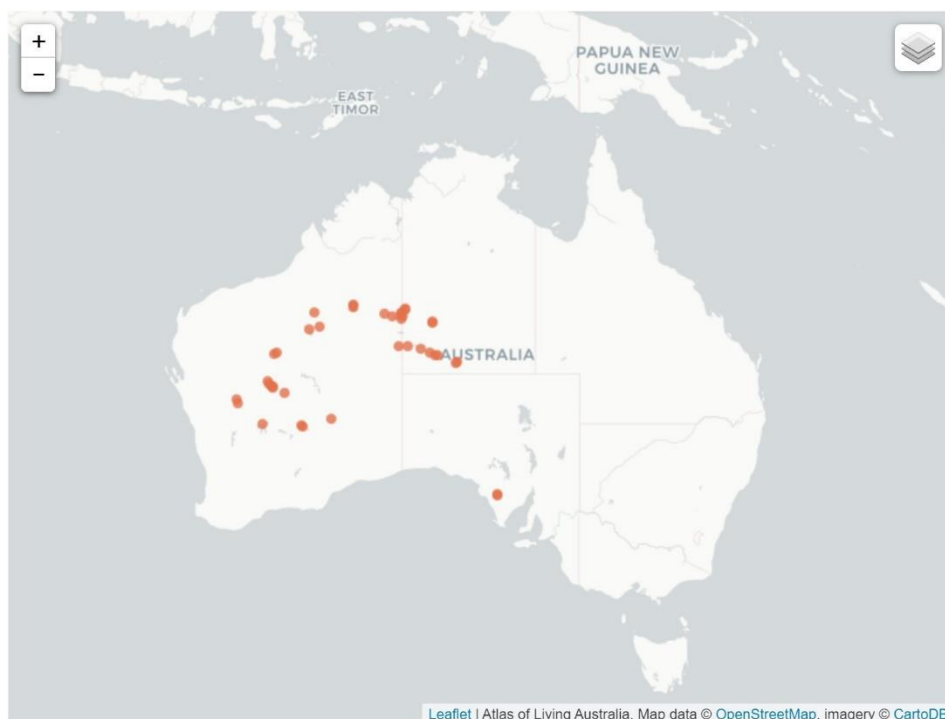 +
−
PAPUA NEW
GUINEA
EAST
TIMOR
AUSTRALIA
Leaflet | Atlas of Living Australia, Map data © OpenStreetMap, imagery © CartoDB